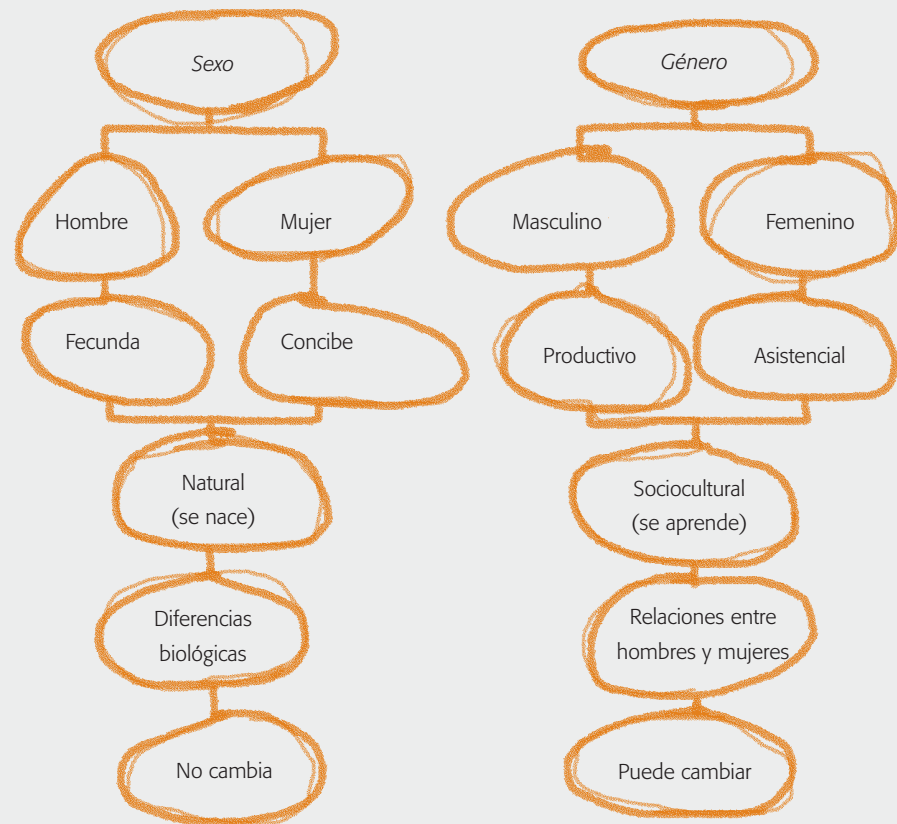 Sexo
Género
Hombre
Mujer
Masculino
Femenino
Fecunda
Concibe
Productivo
Asistencial
Natural
(se nace)
Sociocultural
(se aprende)
Diferencias
biológicas
Relaciones entre
hombres y mujeres
No cambia
Puede cambiar